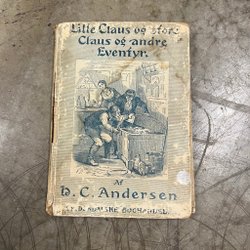 Lille Claus og store
Claus og andre
Eventyr.
Af
H. C. Andersen